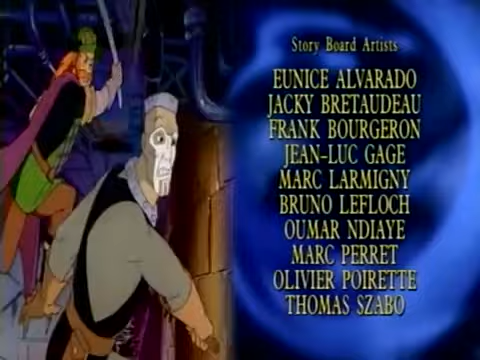 Story Board Artists
EUNICE ALVARADO
JACKY BRETAUDEAU
FRANK BOURGERON
JEAN-LUC GAGE
MARC LARMIGNY
BRUNO LEFLOCH
OUMAR NDIAYE
MARC PERRET
OLIVIER POIRETTE
THOMAS SZABO